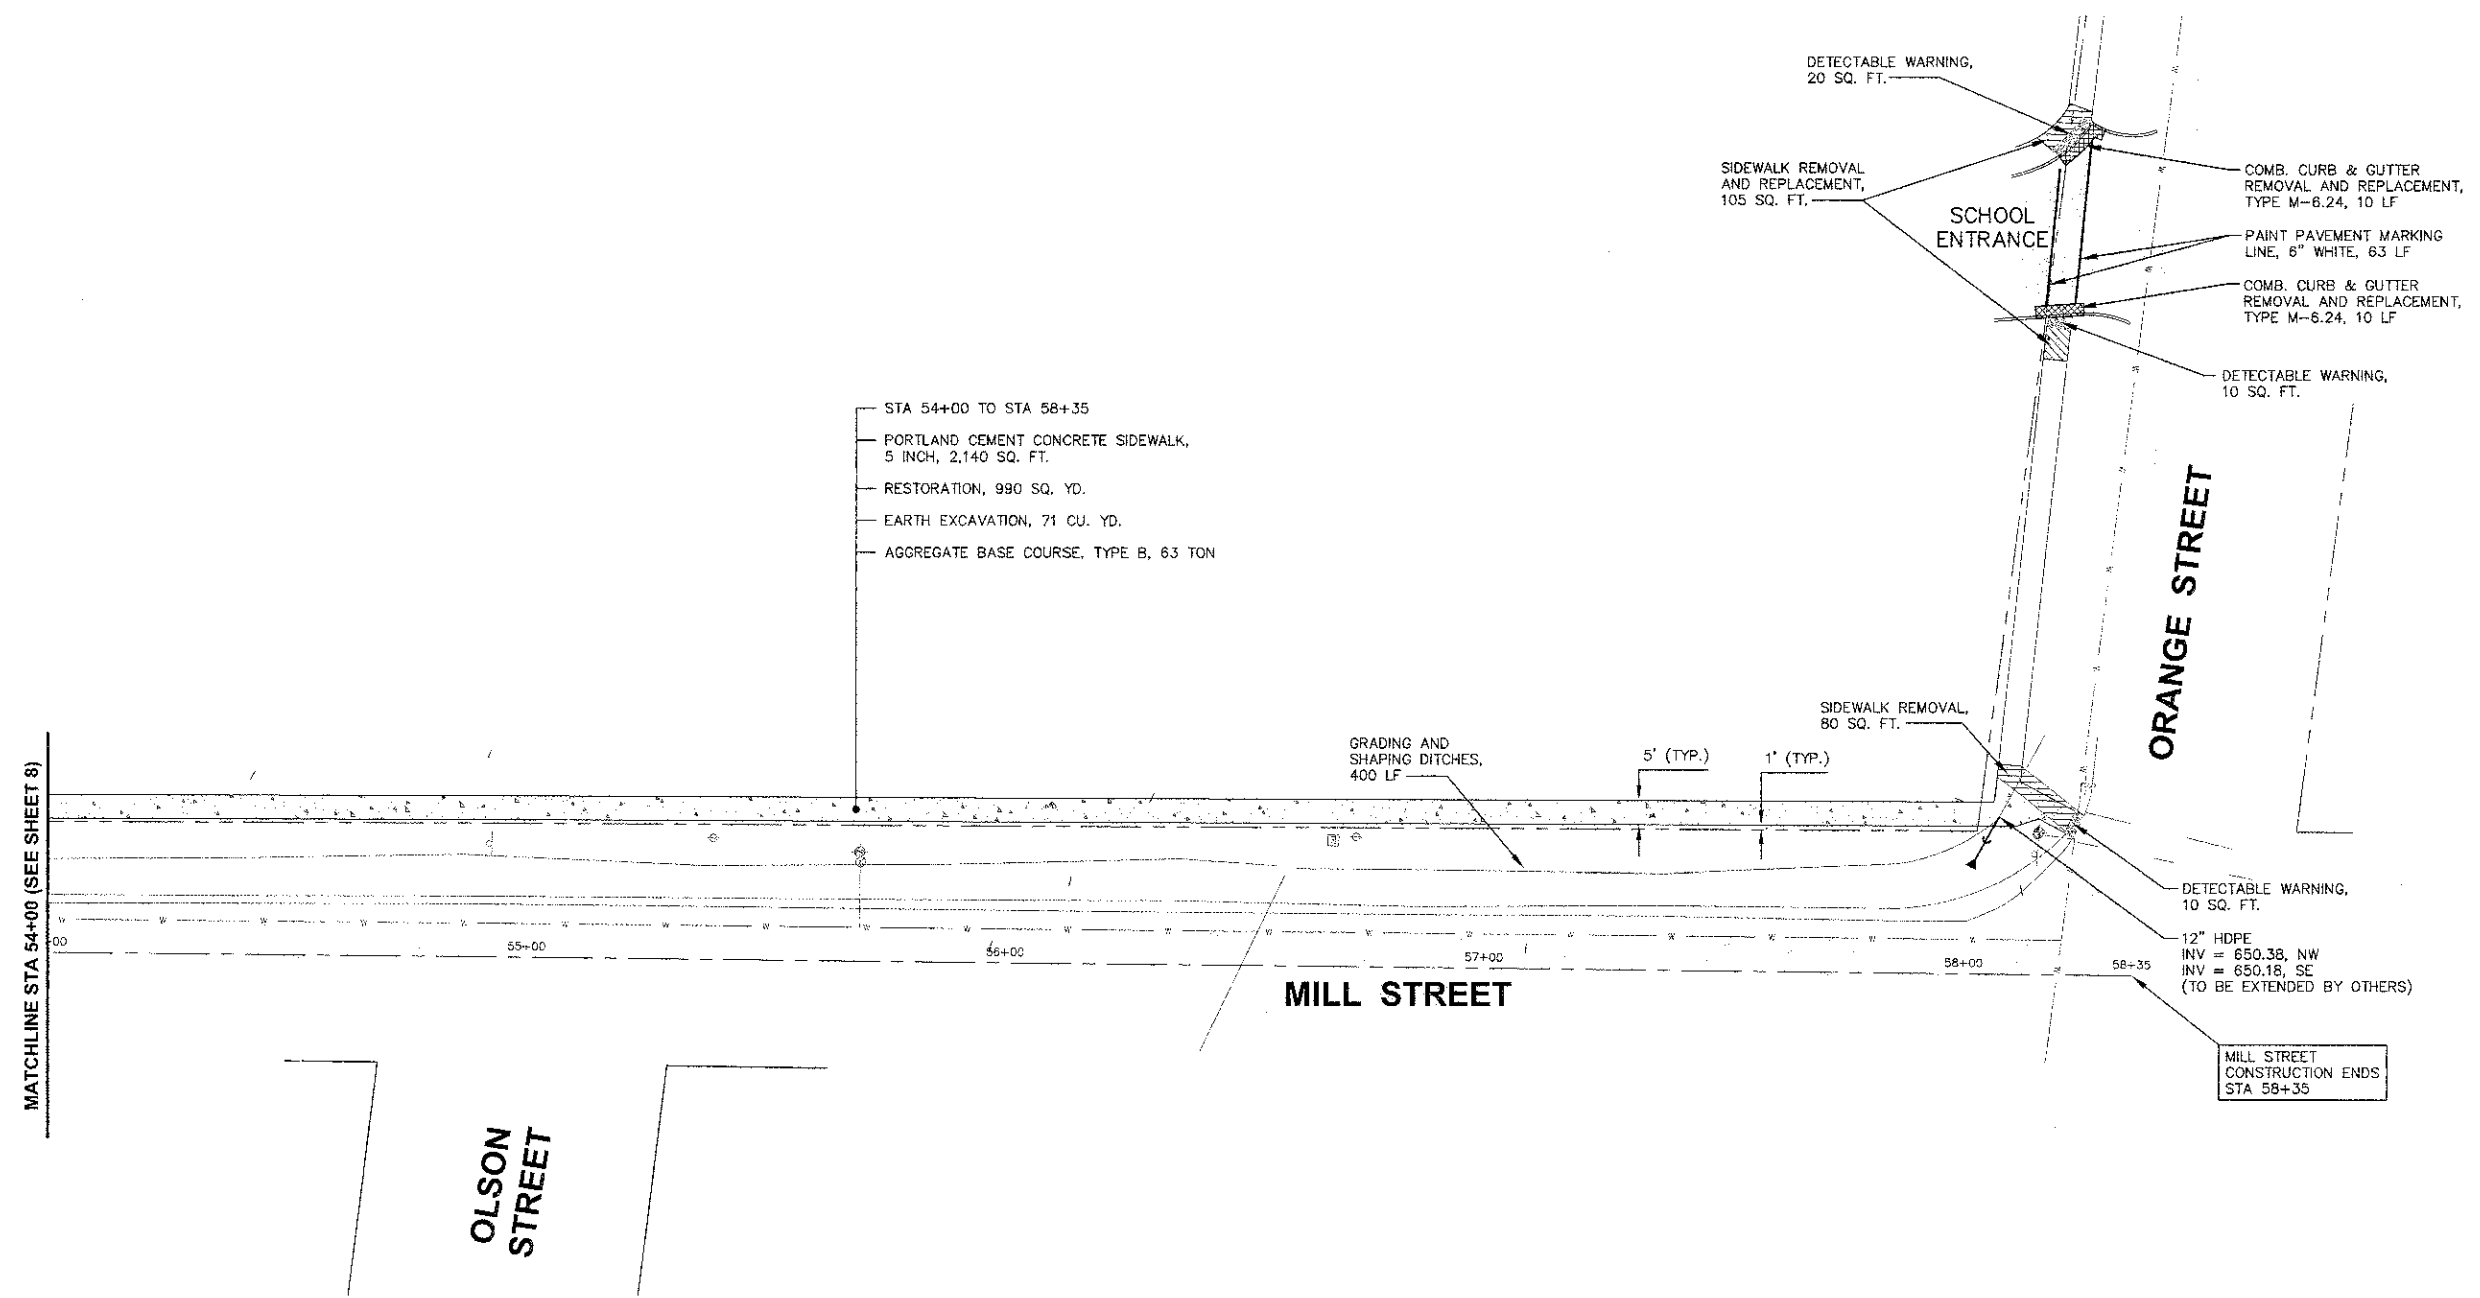 DETECTABLE WARNING,
20 SQ. FT.
SIDEWALK REMOVAL
AND REPLACEMENT,
105 SQ. FT.
SCHOOL
ENTRANCE
COMB. CURB & GUTTER
REMOVAL AND REPLACEMENT,
TYPE M-6.24, 10 LF
PAINT PAVEMENT MARKING
LINE, 6" WHITE, 63 LF
COMB. CURB & GUTTER
REMOVAL AND REPLACEMENT,
TYPE M-6.24, 10 LF
DETECTABLE WARNING,
10 SQ. FT.
STA 54+00 TO STA 58+35
PORTLAND CEMENT CONCRETE SIDEWALK,
5 INCH, 2,140 SQ. FT.
RESTORATION, 990 SQ. YD.
EARTH EXCAVATION, 71 CU. YD.
AGGREGATE BASE COURSE, TYPE B, 63 TON
ORANGE STREET
SIDEWALK REMOVAL,
80 SQ. FT.
GRADING AND
SHAPING DITCHES,
400 LF
5' (TYP.)
1' (TYP.)
MATCHLINE STA 54+00 (SEE SHEET 8)
DETECTABLE WARNING,
10 SQ. FT.
12" HDPE
INV = 650.38, NW
INV = 650.18, SE
(TO BE EXTENDED BY OTHERS)
00
55+00
56+00
57+00
58+00
58+35
MILL STREET
MILL STREET
CONSTRUCTION ENDS
STA 58+35
OLSON
STREET